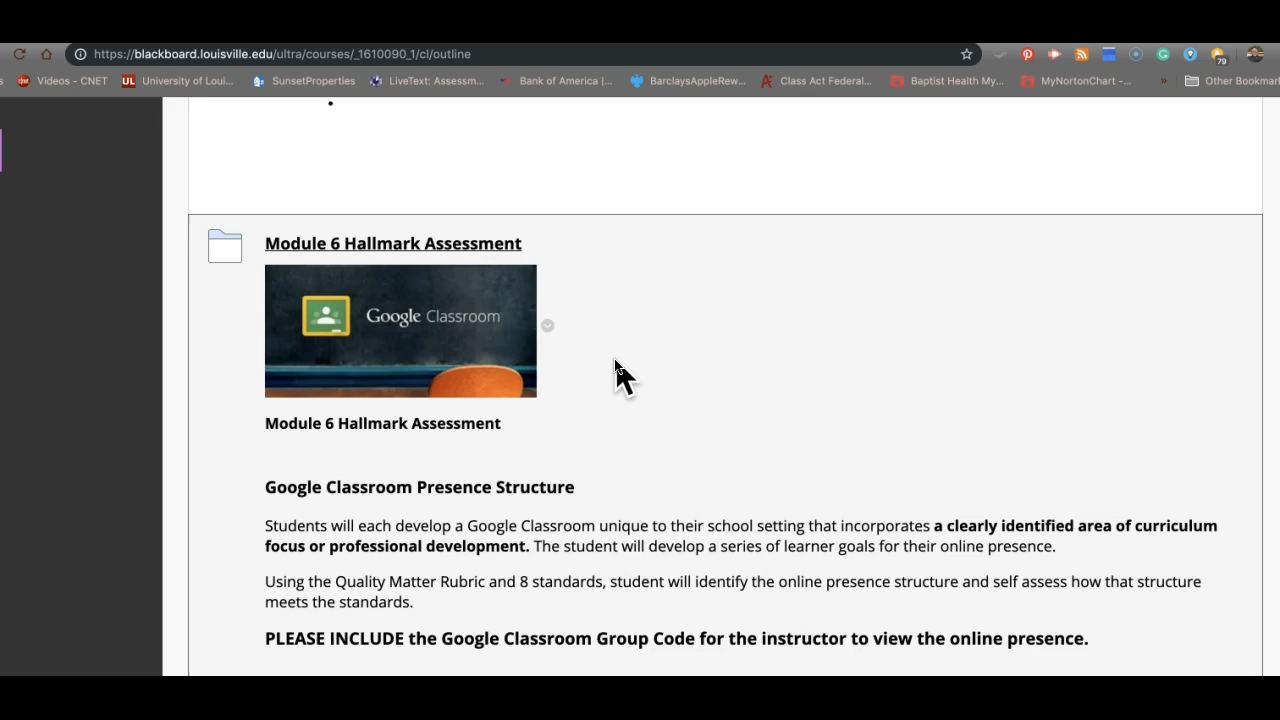 https://blackboard.louisville.edu/ultra/courses/_1610090_1/cl/outline
79
s Videos - CNET UL University of Loui... SunsetProperties LiveText: Assessm... Bank of America |... BarclaysAppleRew... Class Act Federal... Baptist Health My... MyNortonChart -... » Other Bookmar
Module 6 Hallmark Assessment
Google Classroom
Module 6 Hallmark Assessment
Google Classroom Presence Structure
Students will each develop a Google Classroom unique to their school setting that incorporates a clearly identified area of curriculum
focus or professional development. The student will develop a series of learner goals for their online presence.
Using the Quality Matter Rubric and 8 standards, student will identify the online presence structure and self assess how that structure
meets the standards.
PLEASE INCLUDE the Google Classroom Group Code for the instructor to view the online presence.